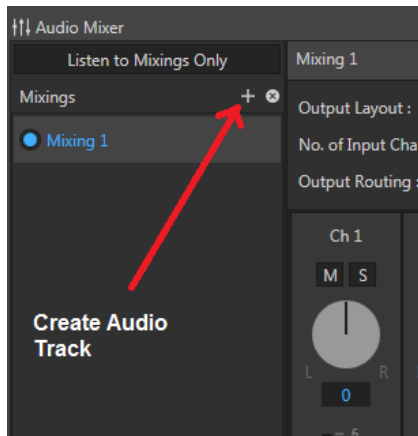 Audio Mixer
Listen to Mixings Only
Mixing 1
Mixings
Output Layout :
Mixing 1
No. of Input Cha
Output Routing :
Ch 1
M S
Create Audio
Track
L R
0
6